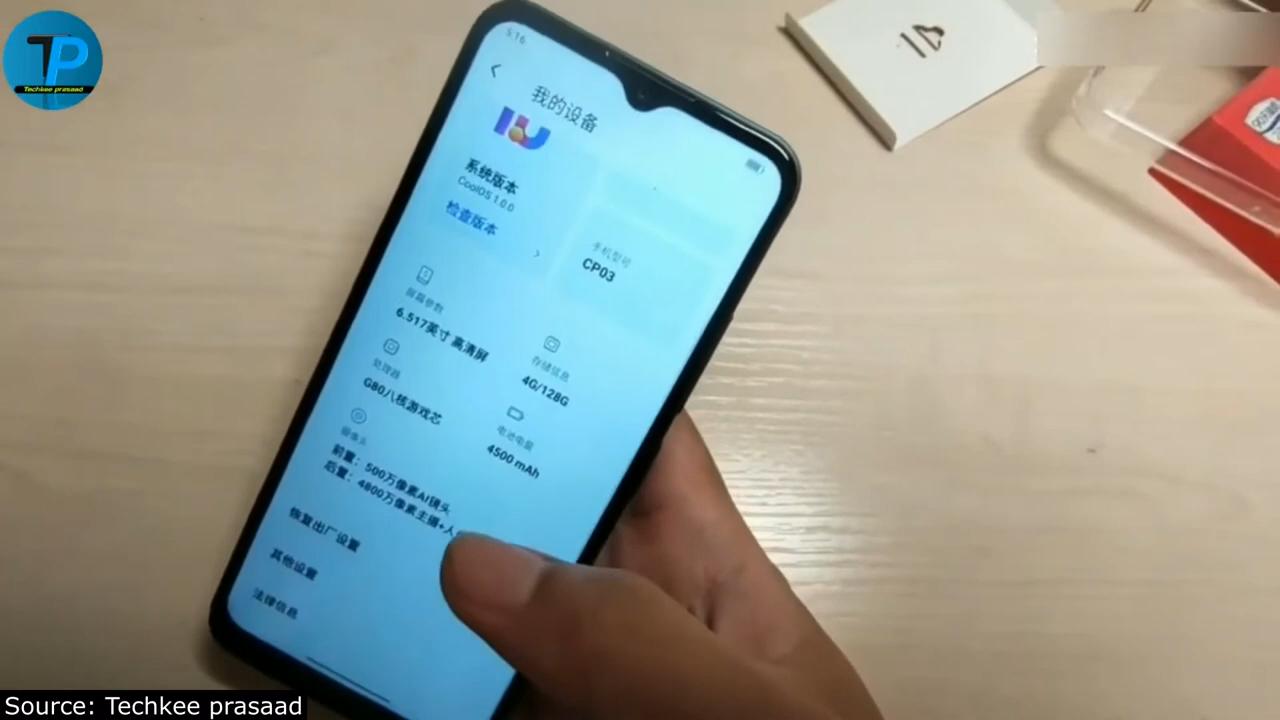 TP
Techkee prasaad
5:16
我的设备
系统版本
CoolOS 1.0.0
检查版本
手机型号
CP03
屏幕参数
6.517英寸 高清屏
存储信息
4G/128G
处理器
G80八核游戏芯
电池电量
4500 mAh
摄像头
前置：500万像素AI镜头
后置：4800万像素主摄+人
恢复出厂设置
其他设置
法律信息
Source: Techkee prasaad